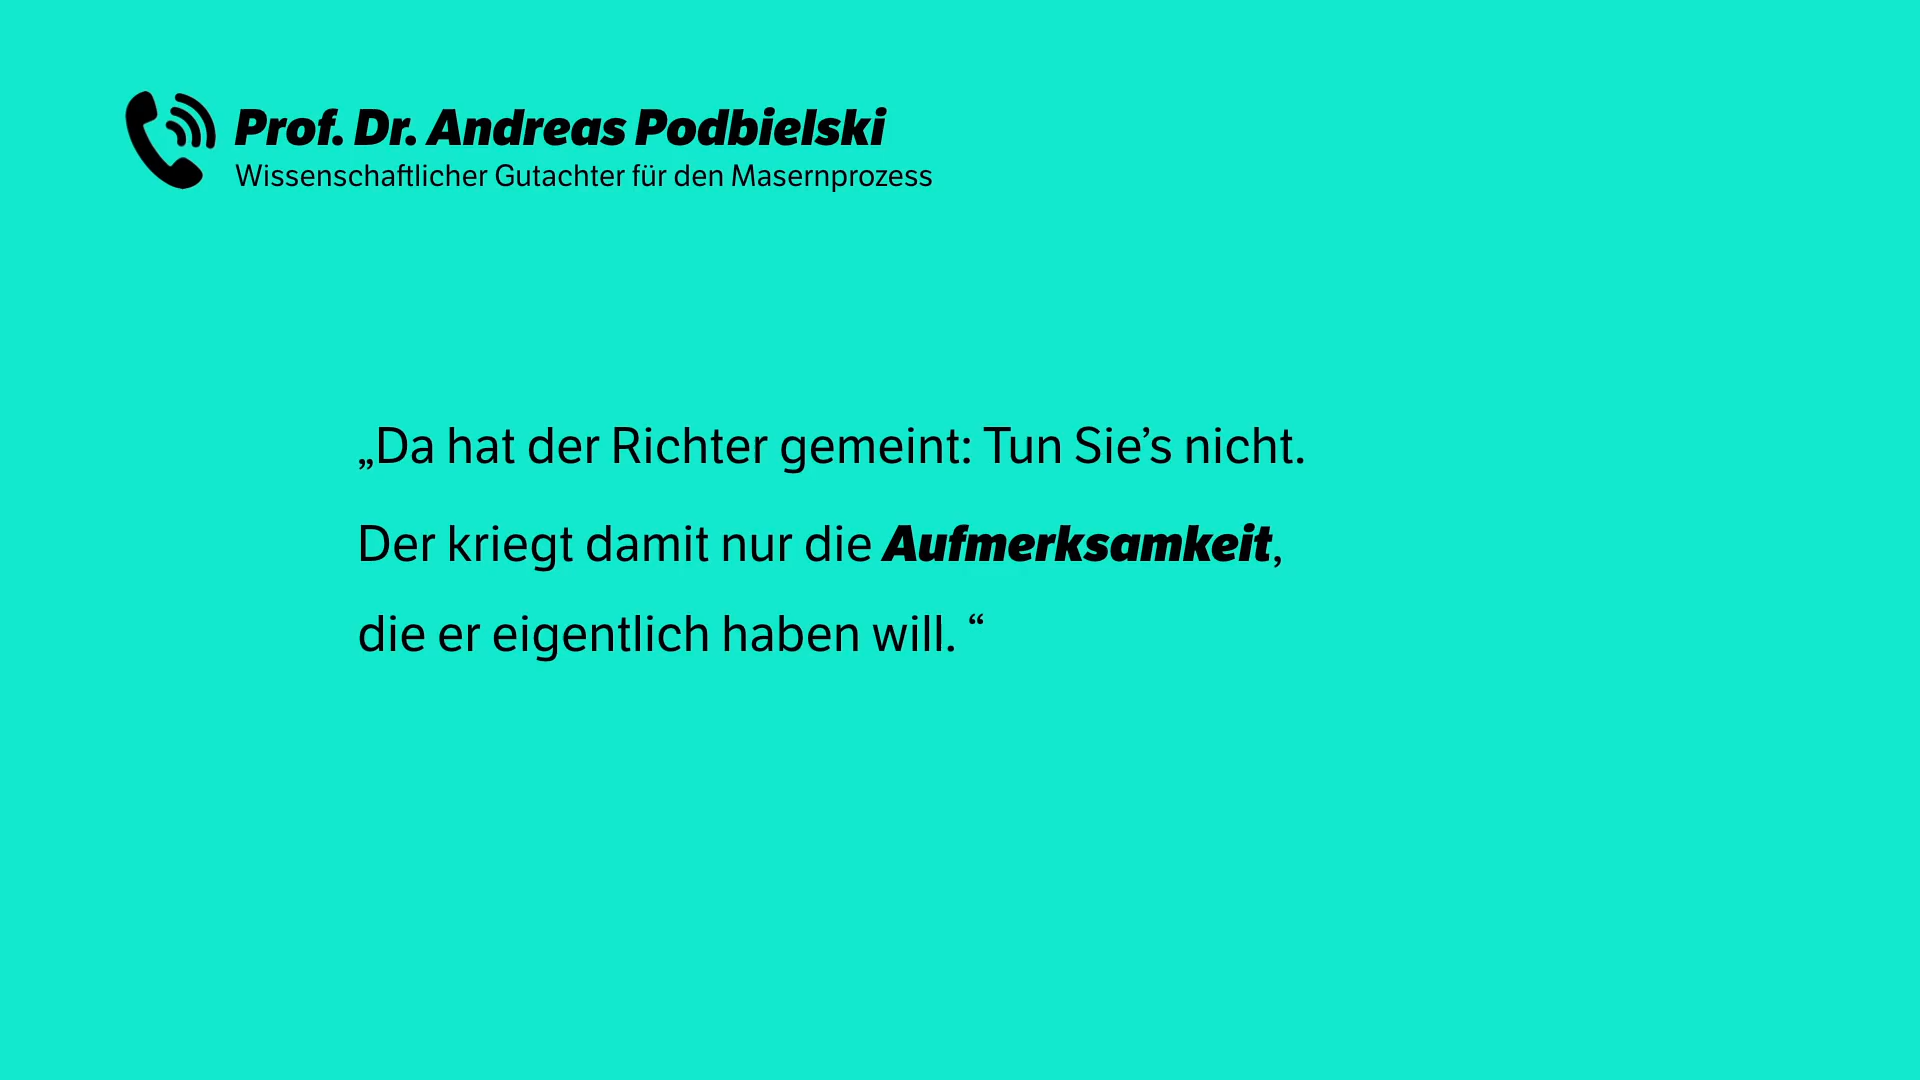 Prof. Dr. Andreas Podbielski
Wissenschaftlicher Gutachter für den Masernprozess
„Da hat der Richter gemeint: Tun Sie’s nicht.
Der kriegt damit nur die Aufmerksamkeit,
die er eigentlich haben will. “